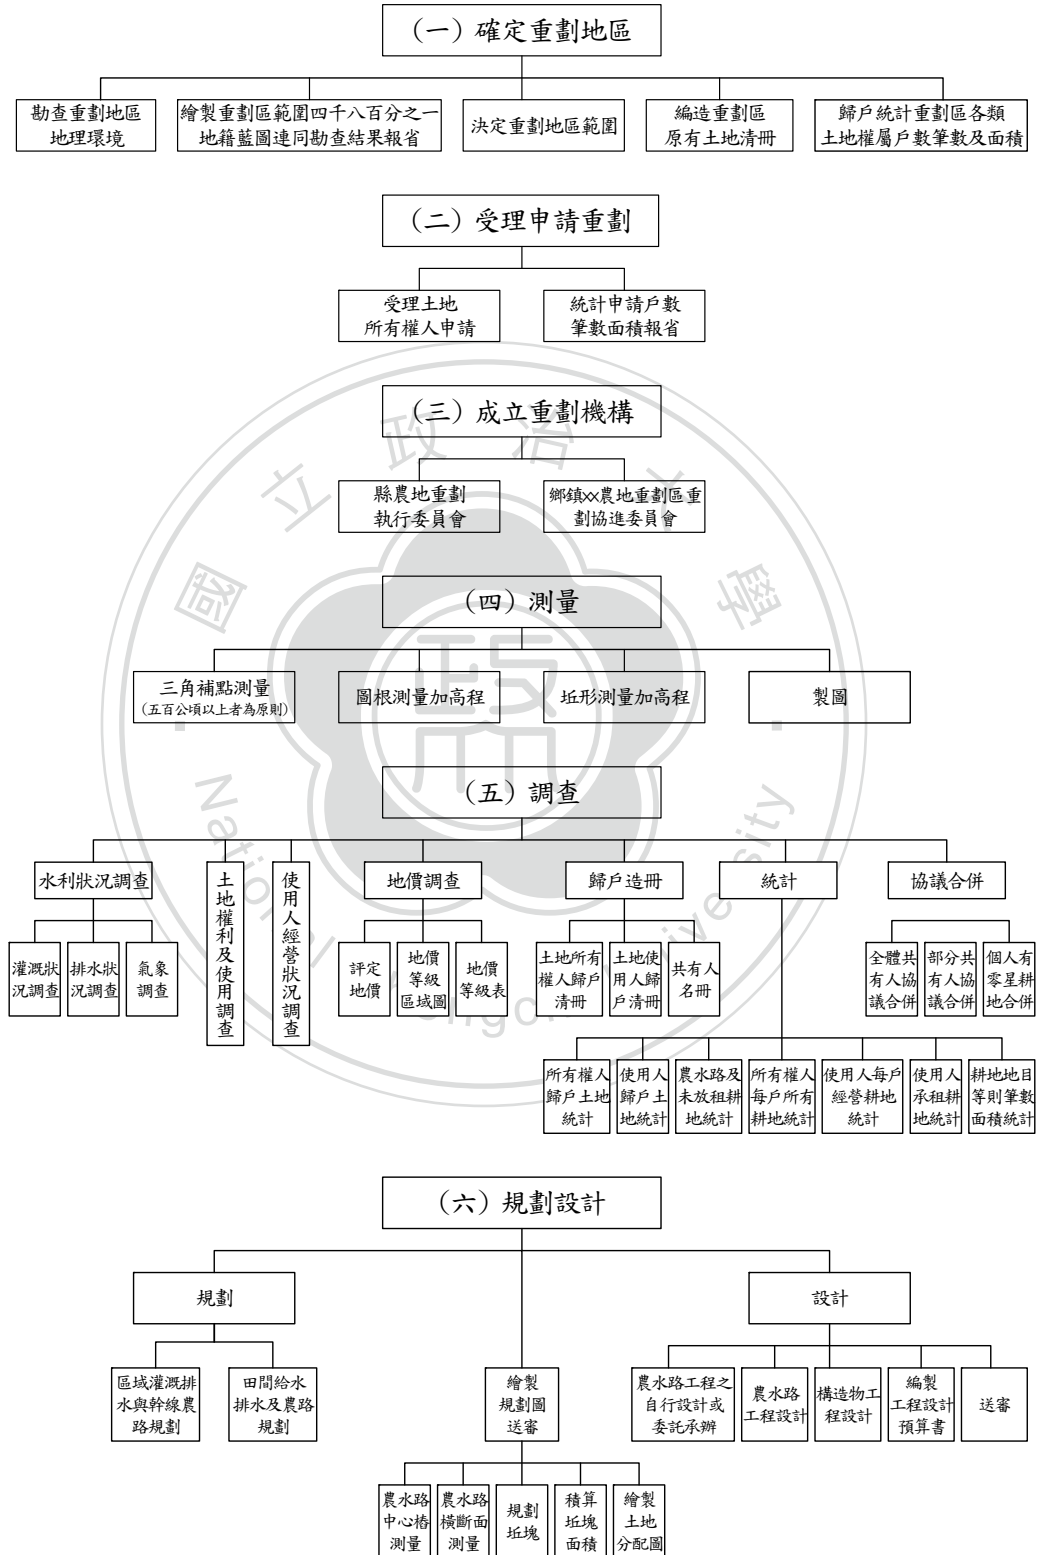 （一）確定重劃地區
勘查重劃地區
地理環境
繪製重劃區範圍四千八百分之一
地籍藍圖連同勘查結果報省
決定重劃地區範圍
編造重劃區
原有土地清冊
歸戶統計重劃區各類
土地權屬戶數筆數及面積
（二）受理申請重劃
受理土地
所有權人申請
統計申請戶數
筆數面積報省
（三）成立重劃機構
縣農地重劃
執行委員會
鄉鎮xx農地重劃區重
劃協進委員會
（四）測量
三角補點測量
(五百公頃以上者為原則)
圖根測量加高程
坵形測量加高程
製圖
（五）調查
水利狀況調查
灌溉狀
況調查
排水狀
況調查
氣象
調查
土地權利及使用調查
使用人經營狀況調查
地價調查
評定
地價
地價
等級
區域圖
地價
等級表
歸戶造冊
土地所有
權人歸戶
清冊
土地使
用人歸
戶清冊
共有人
名冊
統計
所有權人
歸戶土地
統計
使用人
歸戶土
地統計
農水路及
未放租耕
地統計
所有權人
每戶所有
耕地統計
使用人每戶
經營耕地
統計
使用人
承租耕
地統計
耕地地目
等則筆數
面積統計
協議合併
全體共
有人協
議合併
部分共
有人協
議合併
個人有
零星耕
地合併
（六）規劃設計
規劃
區域灌溉排
水與幹線農
路規劃
田間給水
排水及農路
規劃
繪製
規劃圖
送審
農水路
中心樁
測量
農水路
橫斷面
測量
規劃
坵塊
積算
坵塊
面積
繪製
土地
分配圖
設計
農水路工程之
自行設計或
委託承辦
農水路
工程設計
構造物工
程設計
編製
工程設計
預算書
送審
國立政治大學
National Chengchi University